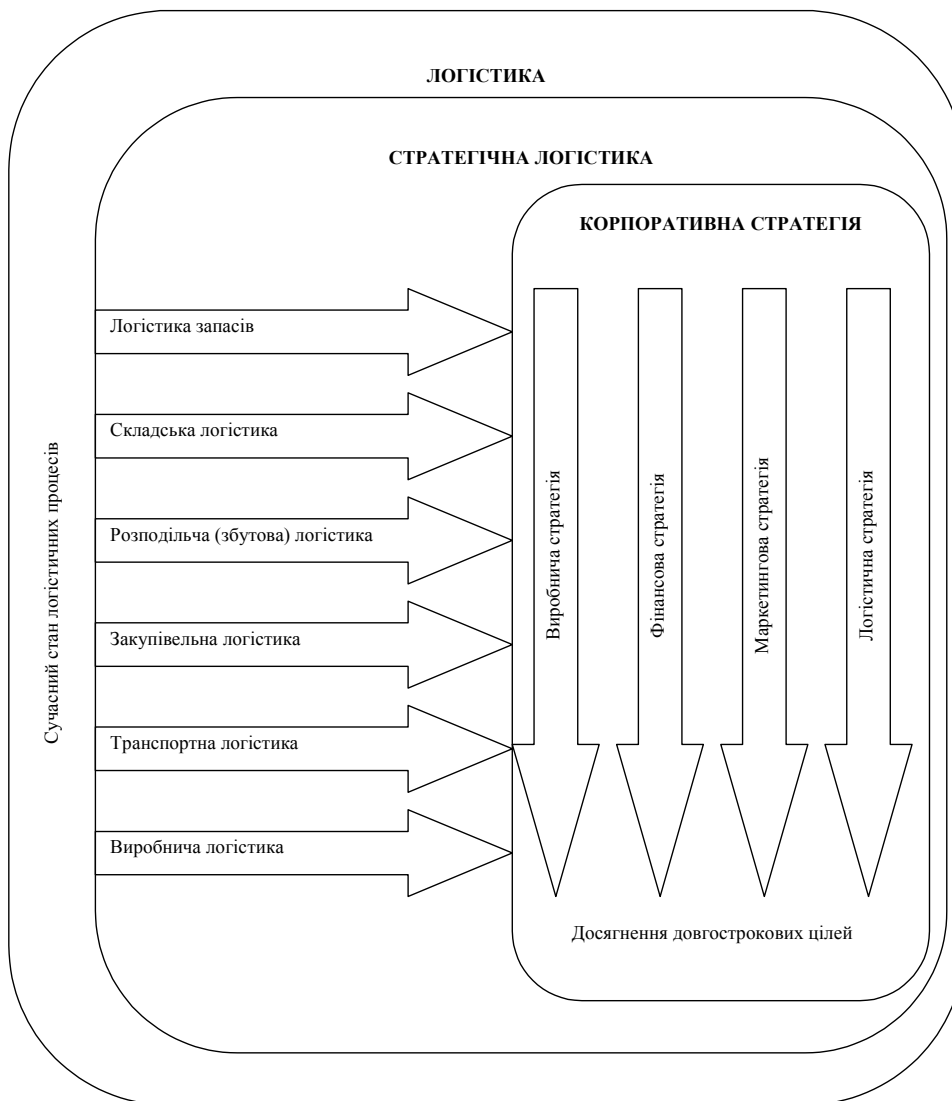 ЛОГІСТИКА
СТРАТЕГІЧНА ЛОГІСТИКА
КОРПОРАТИВНА СТРАТЕГІЯ
Сучасний стан логістичних процесів
Логістика запасів
Складська логістика
Розподільча (збутова) логістика
Закупівельна логістика
Транспортна логістика
Виробнича логістика
Виробнича стратегія
Фінансова стратегія
Маркетингова стратегія
Логістична стратегія
Досягнення довгострокових цілей